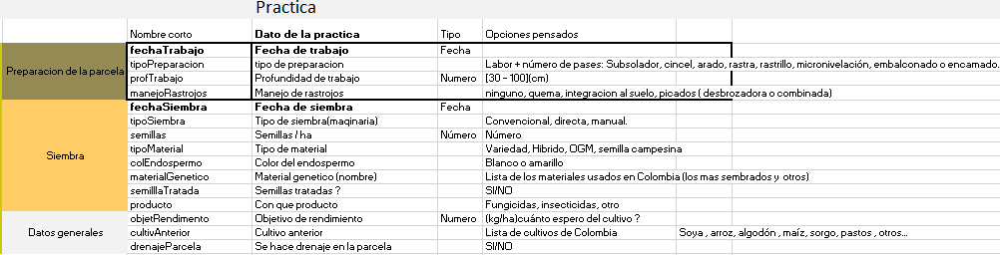 Practica
Nombre corto Dato de la practica Tipo Opciones pensados
fechaTrabajo Fecha de trabajo Fecha
tipoPreparacion tipo de preparacion Labor + número de pases: Subsolador, cincel, arado, rastra, rastrillo, micronivelación, embalconado o encamado.
Preparacion de la parcela
profTrabajo Profundidad de trabajo Numero [30 - 100](cm)
manejoRastrojos Manejo de rastrojos ninguno, quema, integracion al suelo, picados ( desbrozadora o combinada)
fechaSiembra Fecha de siembra Fecha
tipoSiembra Tipo de siembra(maqinaria) Convencional, directa, manual.
semillas Semillas / ha Número Número
tipoMaterial Tipo de material Variedad, Hibrido, OGM, semilla campesina
Siembra
colEndospermo Color del endospermo Blanco o amarillo
materialGenetico Material genetico (nombre) Lista de los materiales usados en Colombia (los mas sembrados y otros)
semilllaTratada Semillas tratadas ? SI/NO
producto Con que producto Fungicidas, insecticidas, otro
objetRendimento Objetivo de rendimiento Numero (kg/ha)cuánto espero del cultivo ?
Datos generales cultivAnterior Cultivo anterior Lista de cultivos de Colombia Soya , arroz, algodón , maíz, sorgo, pastos , otros...
drenajeParcela Se hace drenaje en la parcela SI/NO